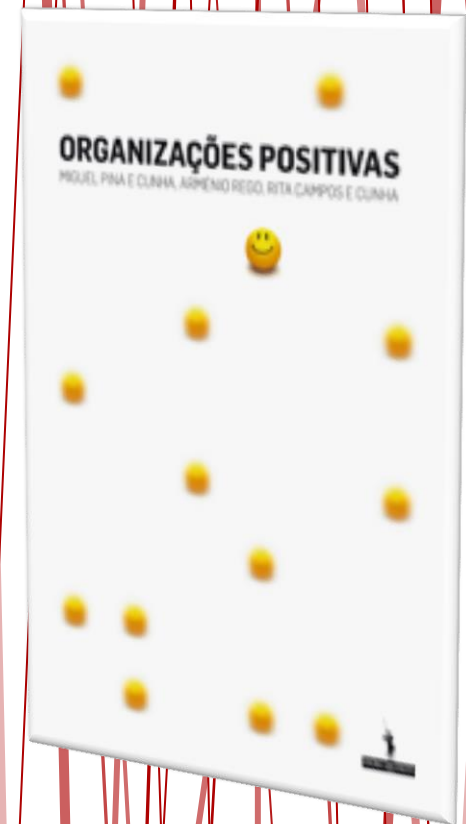 ORGANIZAÇÕES POSITIVAS
MIGUEL PINA E CUNHA, ARMÉNIO REGO, RITA CAMPOS E CUNHA